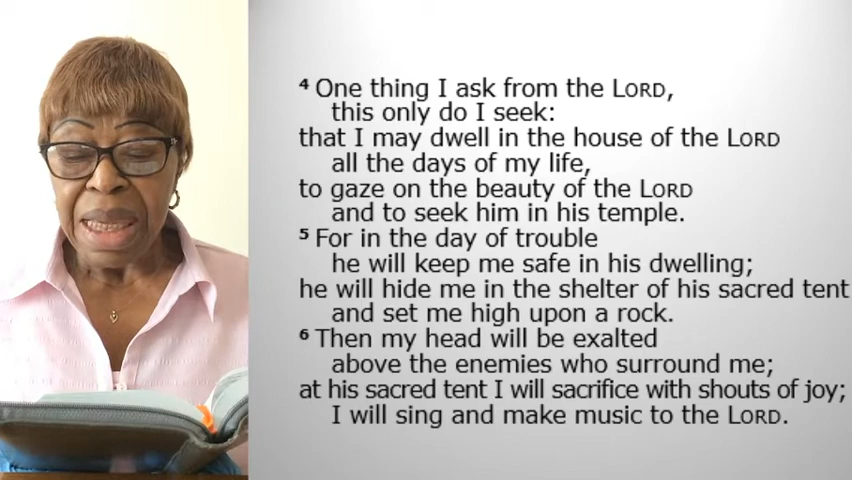 4 One thing I ask from the LORD,
this only do I seek:
that I may dwell in the house of the LORD
all the days of my life,
to gaze on the beauty of the LORD
and to seek him in his temple.
5 For in the day of trouble
he will keep me safe in his dwelling;
he will hide me in the shelter of his sacred tent
and set me high upon a rock.
6 Then my head will be exalted
above the enemies who surround me;
at his sacred tent I will sacrifice with shouts of joy;
I will sing and make music to the LORD.